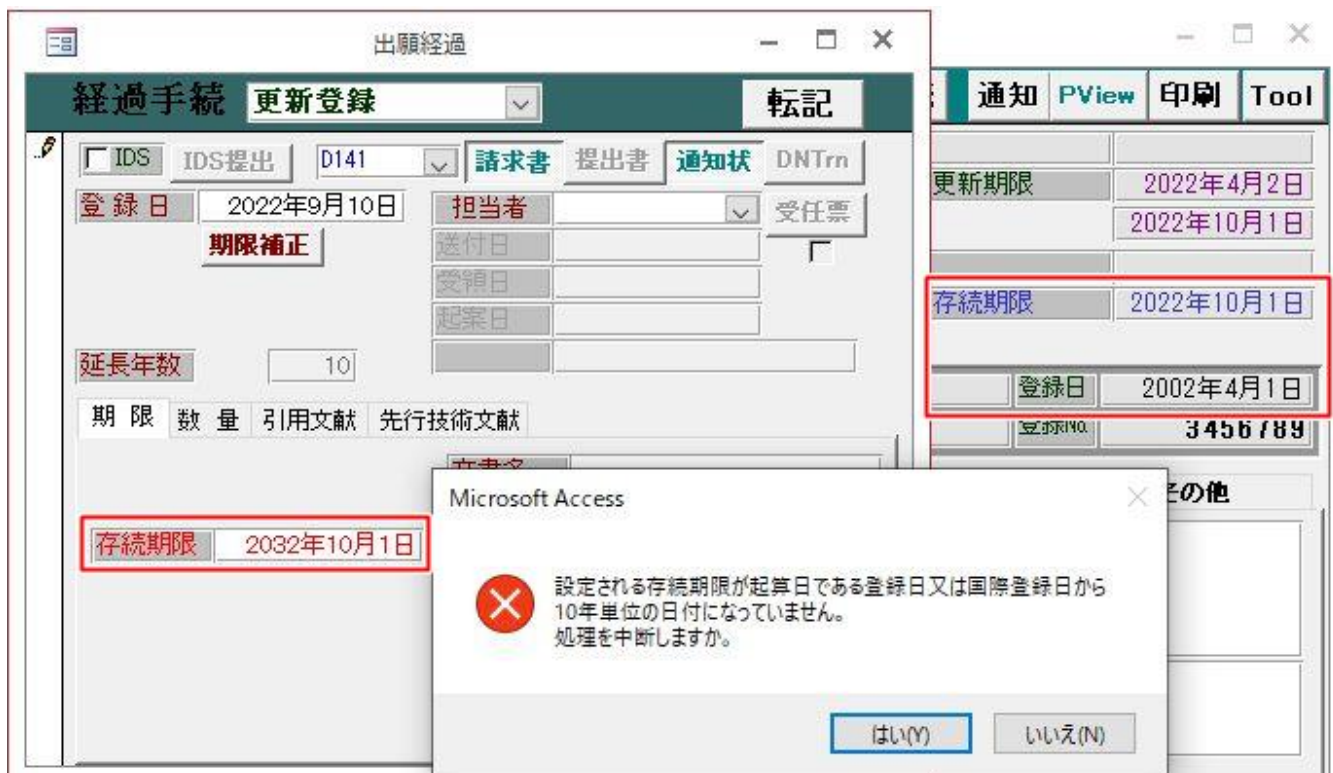 出願経過
経過手続 更新登録 転記
通知 PView 印刷 Tool
IDS IDS提出 D141 請求書 提出書 通知状 DNTrn
登録日 2022年9月10日 担当者 受任票
期限補正 送付日
受領日
起案日
延長年数 10
期限 数量 引用文献 先行技術文献
存続期限 2032年10月1日
更新期限 2022年4月2日
2022年10月1日
存続期限 2022年10月1日
登録日 2002年4月1日
登録No. 3456789
その他
Microsoft Access
設定される存続期限が起算日である登録日又は国際登録日から
10年単位の日付になっていません。
処理を中断しますか。
はい(Y) いいえ(N)